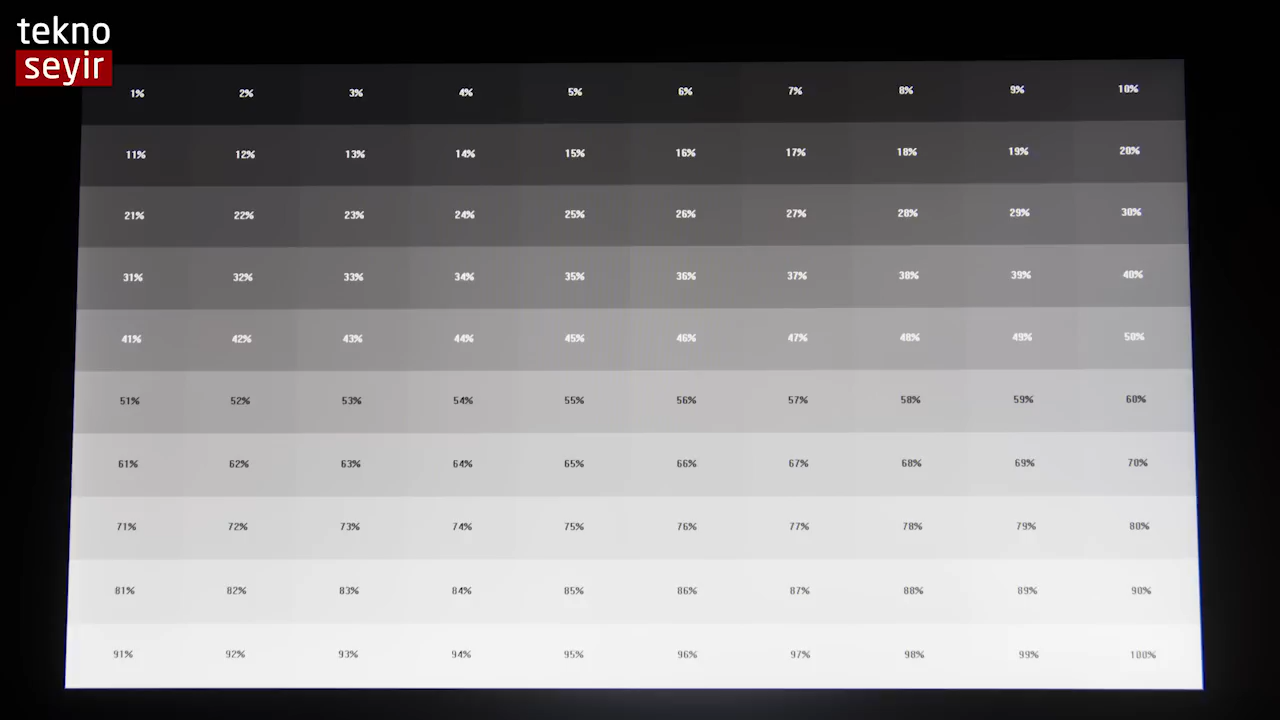 tekno
seyir
1% 2% 3% 4% 5% 6% 7% 8% 9% 10%
11% 12% 13% 14% 15% 16% 17% 18% 19% 20%
21% 22% 23% 24% 25% 26% 27% 28% 29% 30%
31% 32% 33% 34% 35% 36% 37% 38% 39% 40%
41% 42% 43% 44% 45% 46% 47% 48% 49% 50%
51% 52% 53% 54% 55% 56% 57% 58% 59% 60%
61% 62% 63% 64% 65% 66% 67% 68% 69% 70%
71% 72% 73% 74% 75% 76% 77% 78% 79% 80%
81% 82% 83% 84% 85% 86% 87% 88% 89% 90%
91% 92% 93% 94% 95% 96% 97% 98% 99% 100%